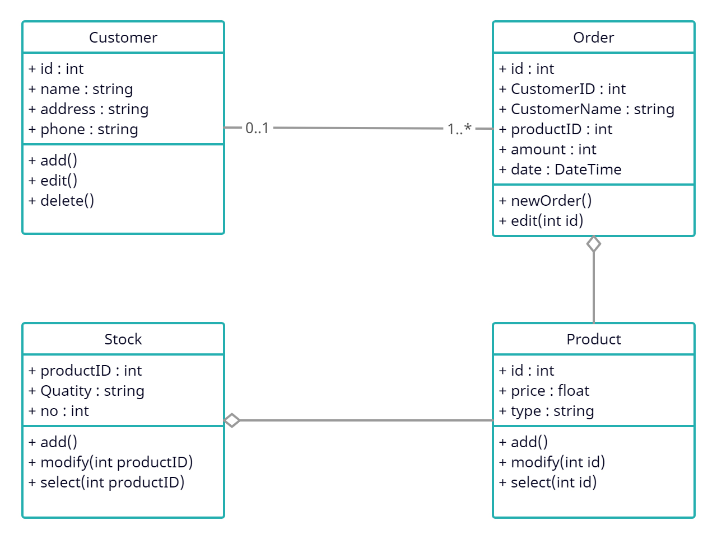 Customer
+ id : int
+ name : string
+ address : string
+ phone : string
+ add()
+ edit()
+ delete()
0..1
1..*
Order
+ id : int
+ CustomerID : int
+ CustomerName : string
+ productID : int
+ amount : int
+ date : DateTime
+ newOrder()
+ edit(int id)
Stock
+ productID : int
+ Quatity : string
+ no : int
+ add()
+ modify(int productID)
+ select(int productID)
Product
+ id : int
+ price : float
+ type : string
+ add()
+ modify(int id)
+ select(int id)